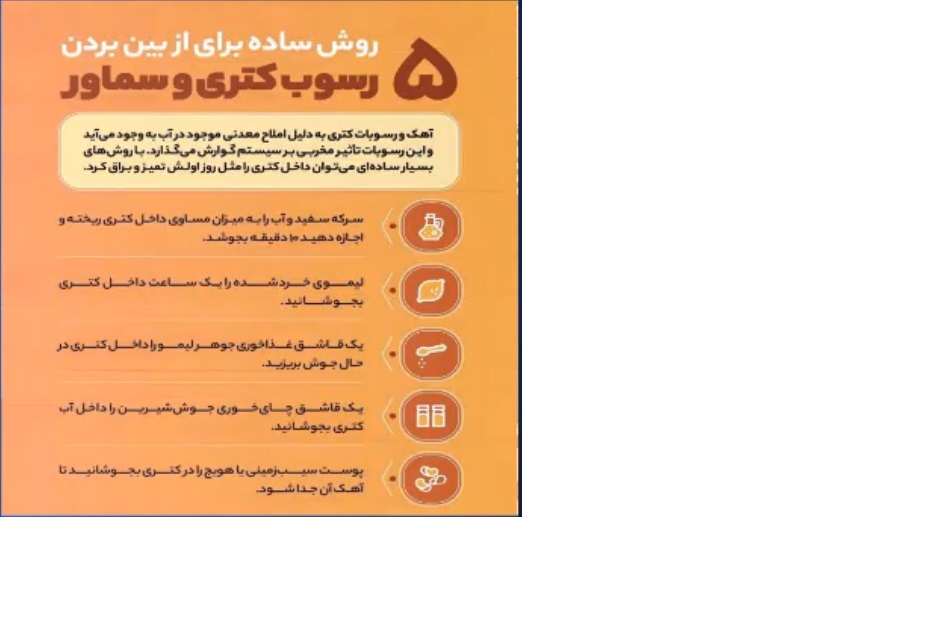 ۵ روش ساده برای از بین بردن
رسوب کتری و سماور
آهک و رسوبات کتری به دلیل املاح معدنی موجود در آب به وجود می‌آید
و این رسوبات تأثیر مخربی بر سیستم گوارش می‌گذارد. با روش‌های
بسیار ساده‌ای می‌توان داخل کتری را مثل روز اولش تمیز و براق کرد.
سرکه سفید و آب را به میزان مساوی داخل کتری ریخته و
اجازه دهید ۱۰ دقیقه بجوشد.
لیموی خردشده را یک ساعت داخل کتری
بجوشانید.
یک قاشق غذاخوری جوهر لیمو را داخل کتری در
حال جوش بریزید.
یک قاشق چای‌خوری جوش‌شیرین را داخل آب
کتری بجوشانید.
پوست سیب‌زمینی یا هویج را در کتری بجوشانید تا
آهک آن جدا شود.